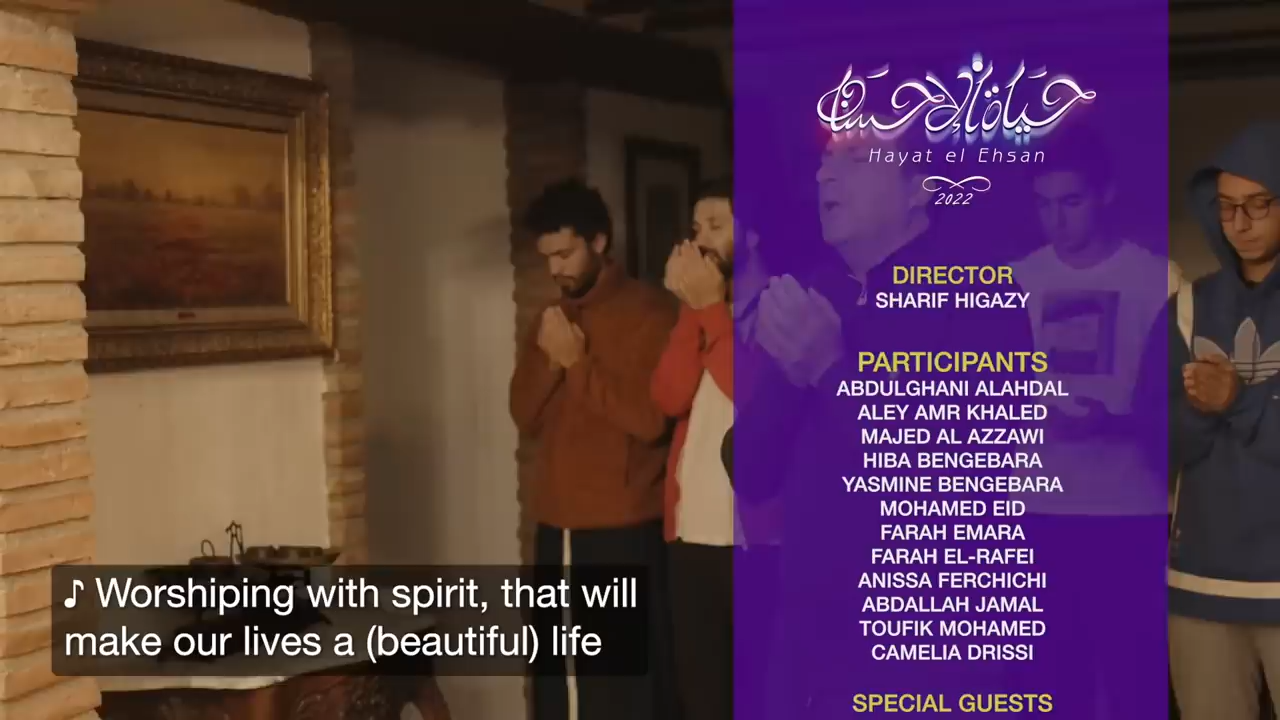 ♪ Worshiping with spirit, that will
make our lives a (beautiful) life
حياة الإحسان
Hayat el Ehsan
2022
DIRECTOR
SHARIF HIGAZY
PARTICIPANTS
ABDULGHANI ALAHDAL
ALEY AMR KHALED
MAJED AL AZZAWI
HIBA BENGEBARA
YASMINE BENGEBARA
MOHAMED EID
FARAH EMARA
FARAH EL-RAFEI
ANISSA FERCHICHI
ABDALLAH JAMAL
TOUFIK MOHAMED
CAMELIA DRISSI
SPECIAL GUESTS